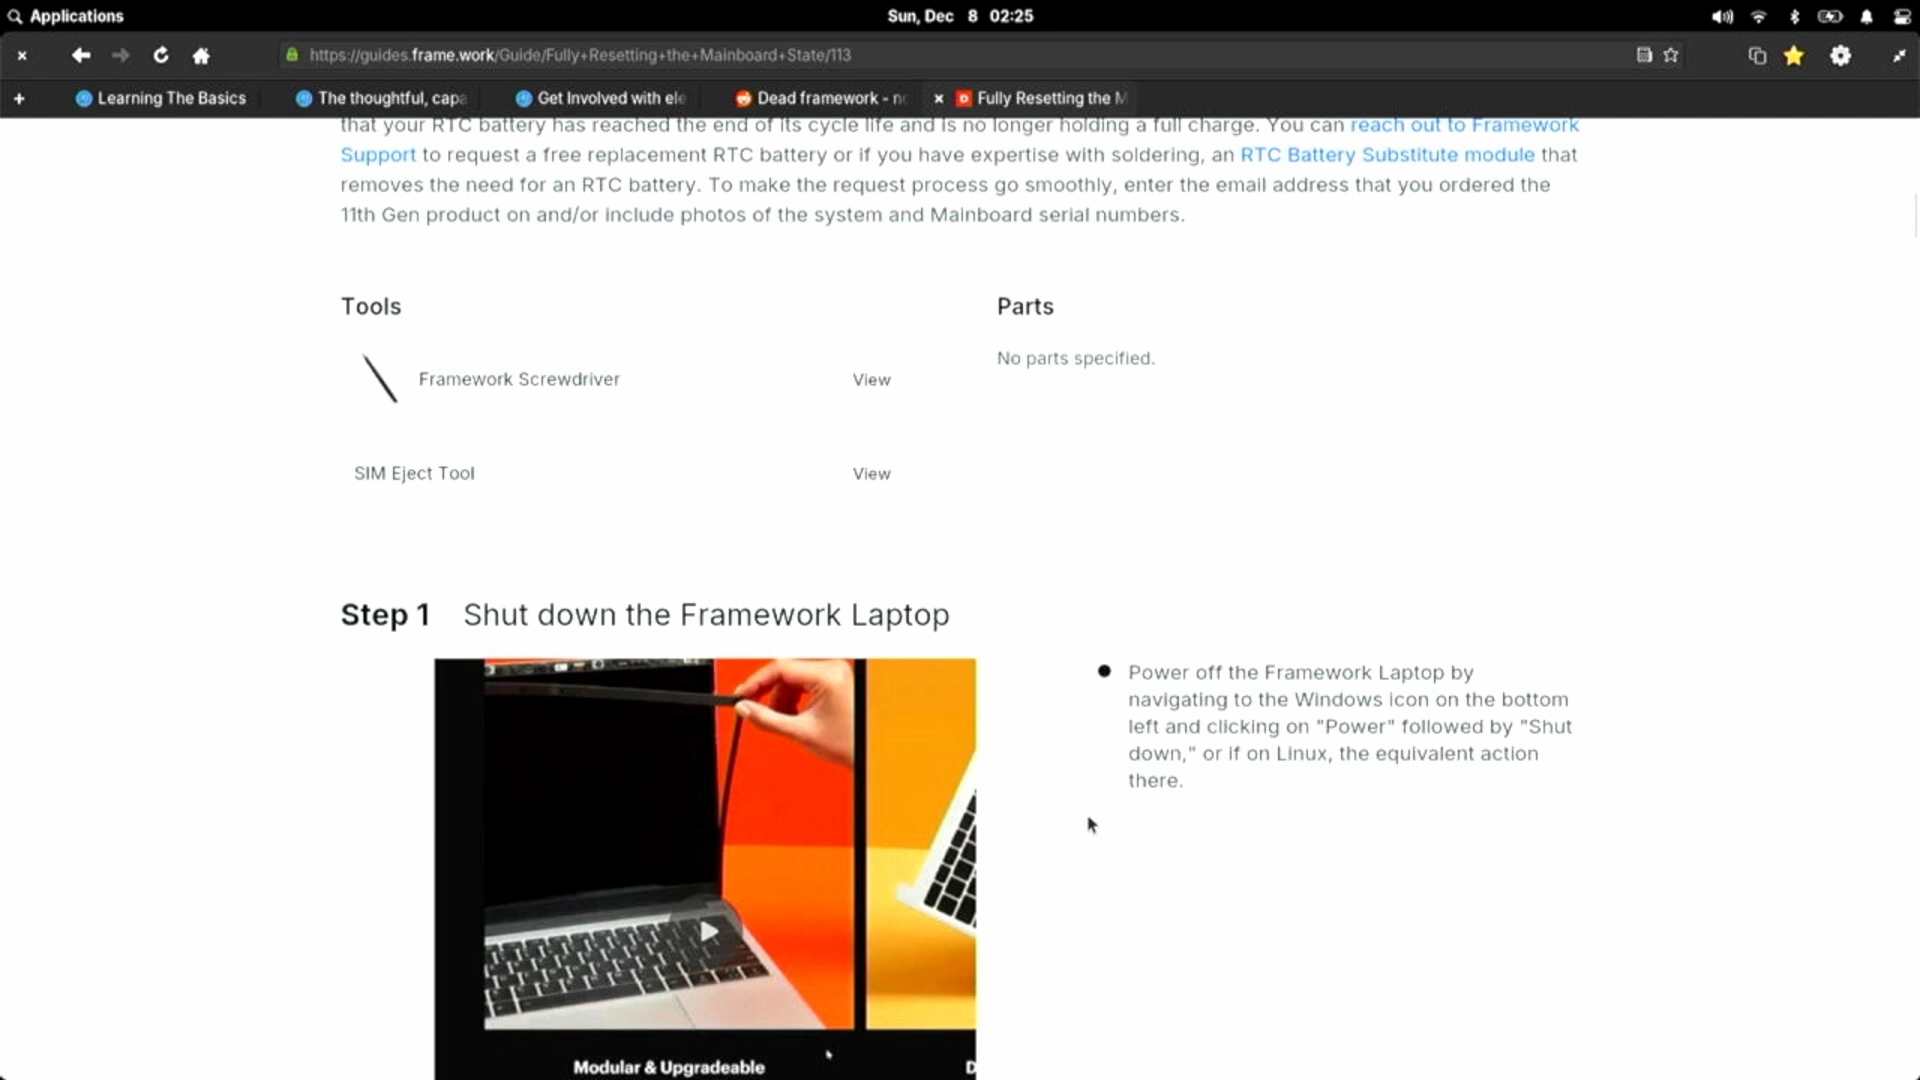 Applications
Sun, Dec 8 02:25
https://guides.frame.work/Guide/Fully+Resetting+the+Mainboard+State/113
Learning The Basics
The thoughtful, capa
Get Involved with ele
Dead framework - no
Fully Resetting the M
that your RTC battery has reached the end of its cycle life and is no longer holding a full charge. You can reach out to Framework
Support to request a free replacement RTC battery or if you have expertise with soldering, an RTC Battery Substitute module that
removes the need for an RTC battery. To make the request process go smoothly, enter the email address that you ordered the
11th Gen product on and/or include photos of the system and Mainboard serial numbers.
Tools
Parts
Framework Screwdriver
View
No parts specified.
SIM Eject Tool
View
Step 1 Shut down the Framework Laptop
Power off the Framework Laptop by
navigating to the Windows icon on the bottom
left and clicking on "Power" followed by "Shut
down," or if on Linux, the equivalent action
there.
Modular & Upgradeable
D